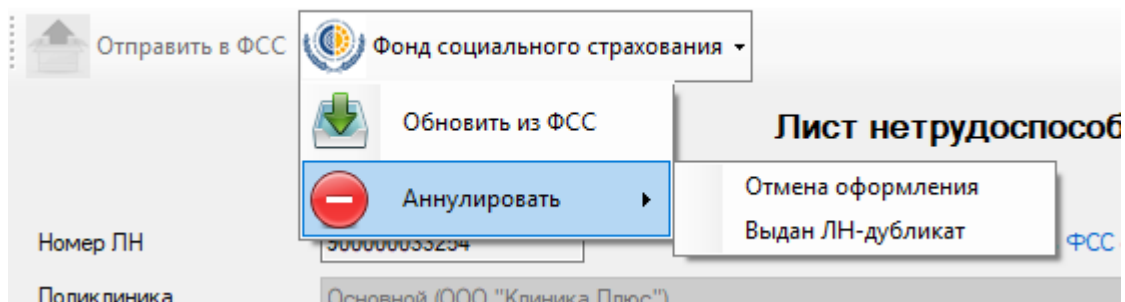 Отправить в ФСС
Фонд социального страхования
Обновить из ФСС
Лист нетрудоспособ
Аннулировать
Отмена оформления
Выдан ЛН-дубликат
Номер ЛН
900000033254
ФСС
Поликлиника
Основной (ООО "Клиника Плюс")